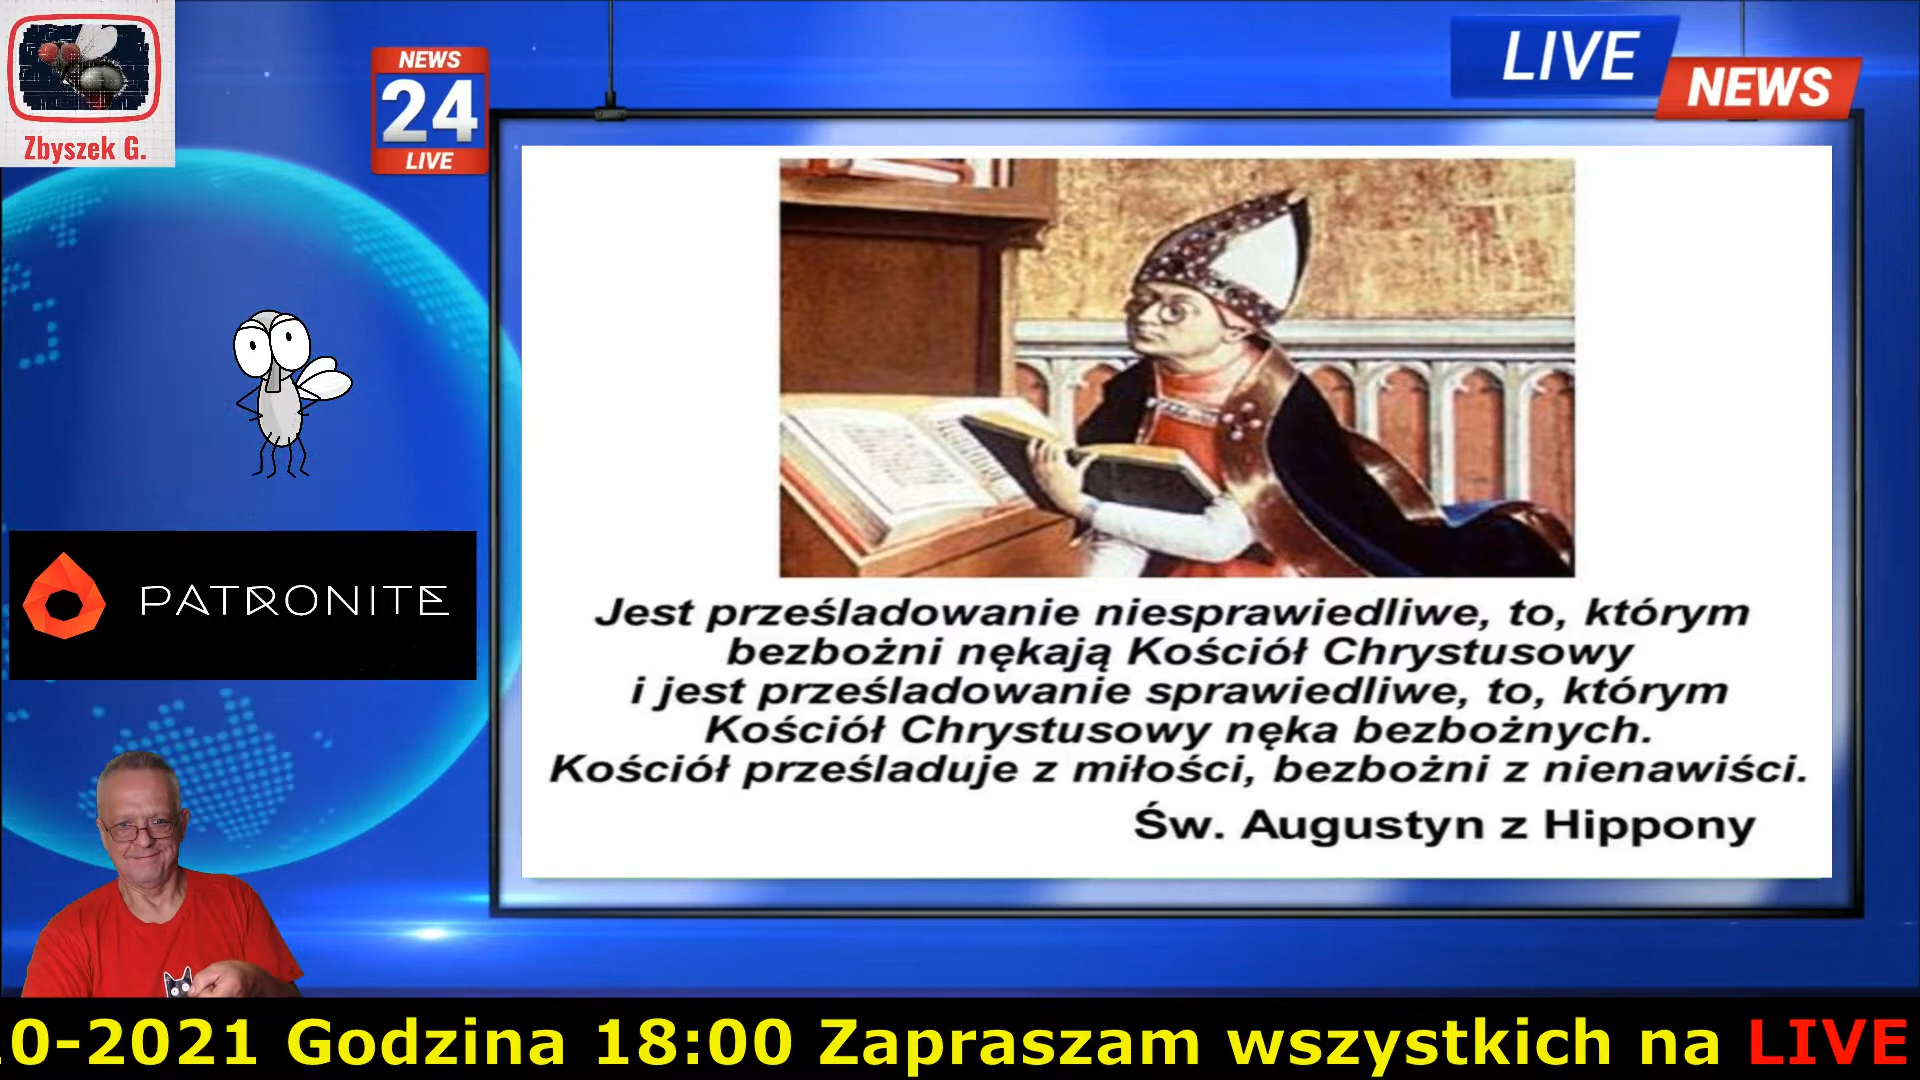 Zbyszek G.
NEWS
24
LIVE
LIVE
NEWS
PATRONITE
Jest prześladowanie niesprawiedliwe, to, którym
bezbożni nękają Kościół Chrystusowy
i jest prześladowanie sprawiedliwe, to, którym
Kościół Chrystusowy nęka bezbożnych.
Kościół prześladuje z miłości, bezbożni z nienawiści.
Św. Augustyn z Hippony
0-2021 Godzina 18:00 Zapraszam wszystkich na LIVE